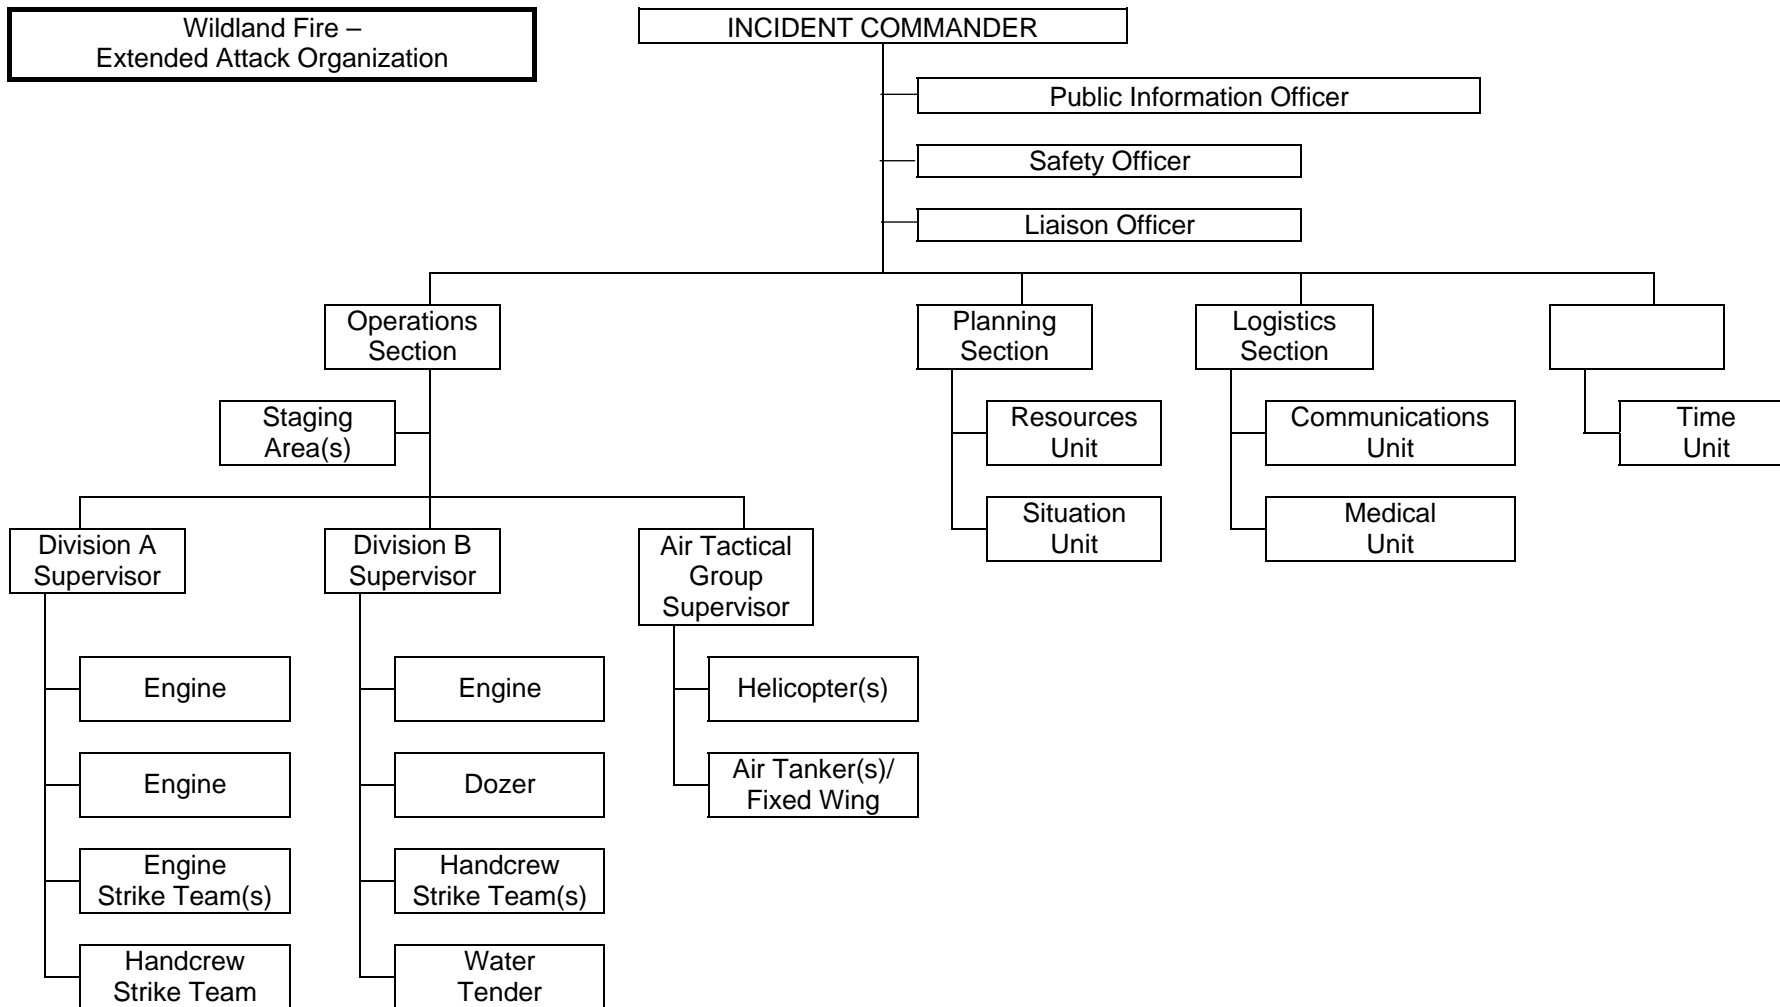 Wildland Fire –
Extended Attack Organization
INCIDENT COMMANDER
Public Information Officer
Safety Officer
Liaison Officer
Operations
Section
Planning
Section
Logistics
Section
Staging
Area(s)
Resources
Unit
Communications
Unit
Time
Unit
Situation
Unit
Medical
Unit
Division A
Supervisor
Division B
Supervisor
Air Tactical
Group
Supervisor
Engine
Engine
Helicopter(s)
Engine
Dozer
Air Tanker(s)/
Fixed Wing
Engine
Strike Team(s)
Handcrew
Strike Team(s)
Handcrew
Strike Team
Water
Tender